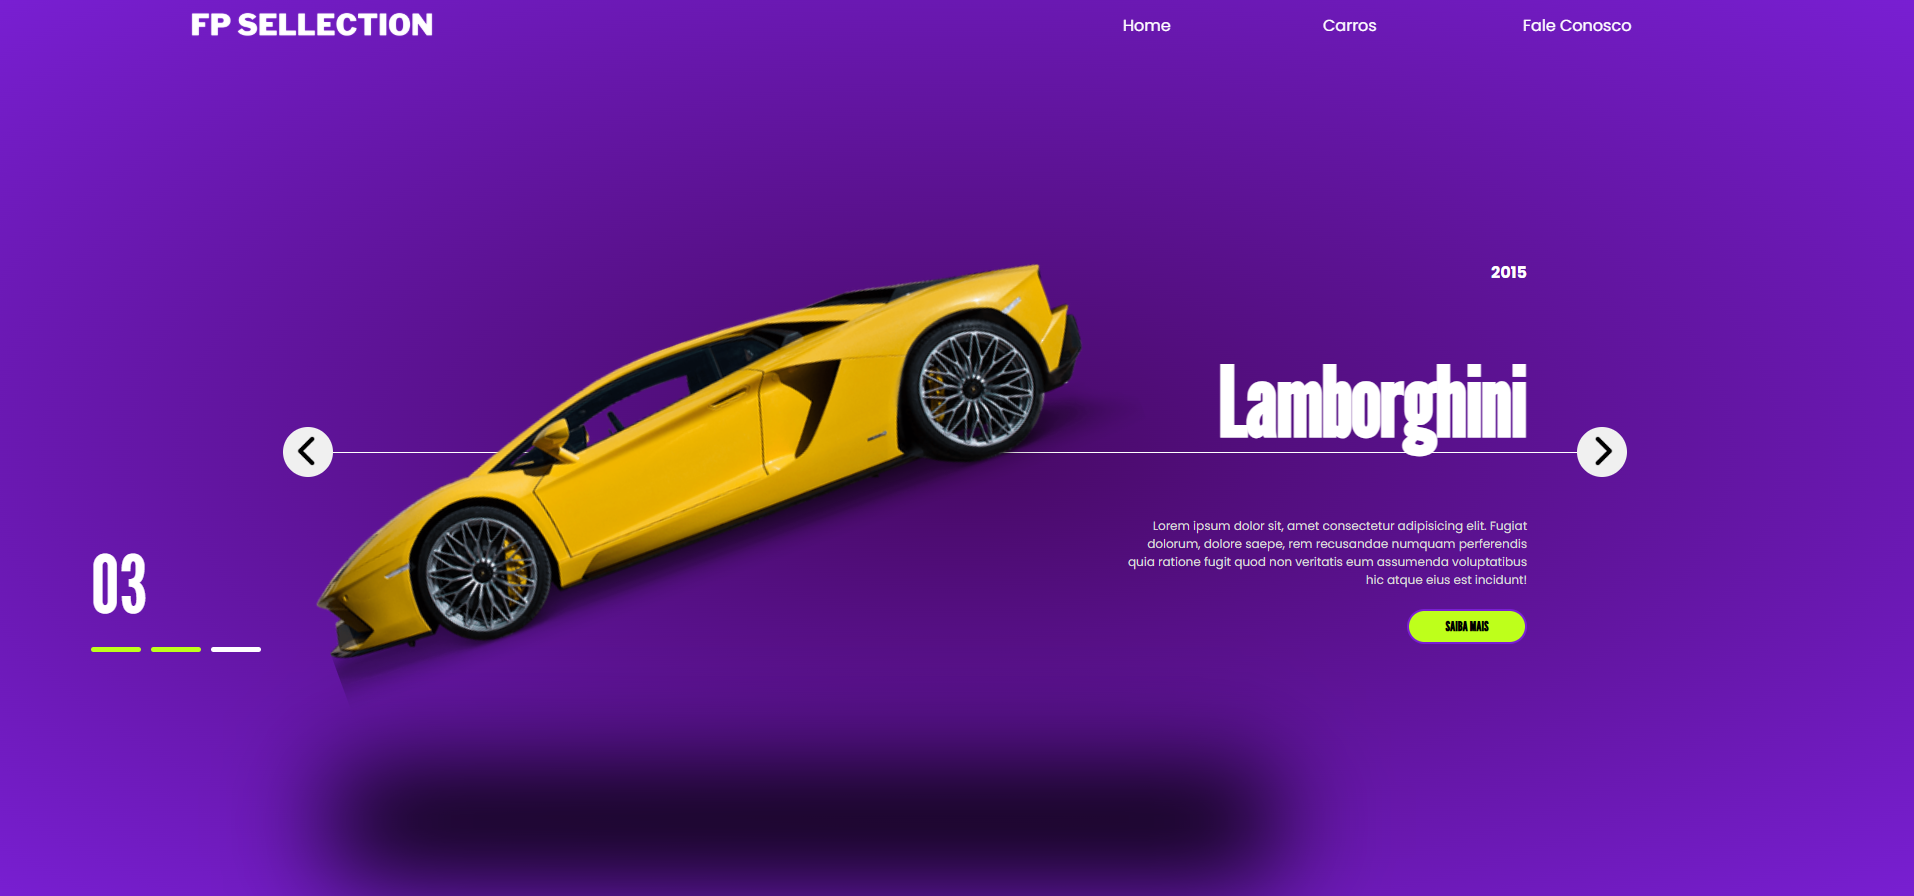 FP SELLECTION
Home
Carros
Fale Conosco
2015
Lamborghini
Lorem ipsum dolor sit, amet consectetur adipisicing elit. Fugiat
dolorum, dolore saepe, rem recusandae numquam perferendis
quia ratione fugit quod non veritatis eum assumenda voluptatibus
hic atque eius est incidunt!
03
SAIBA MAIS